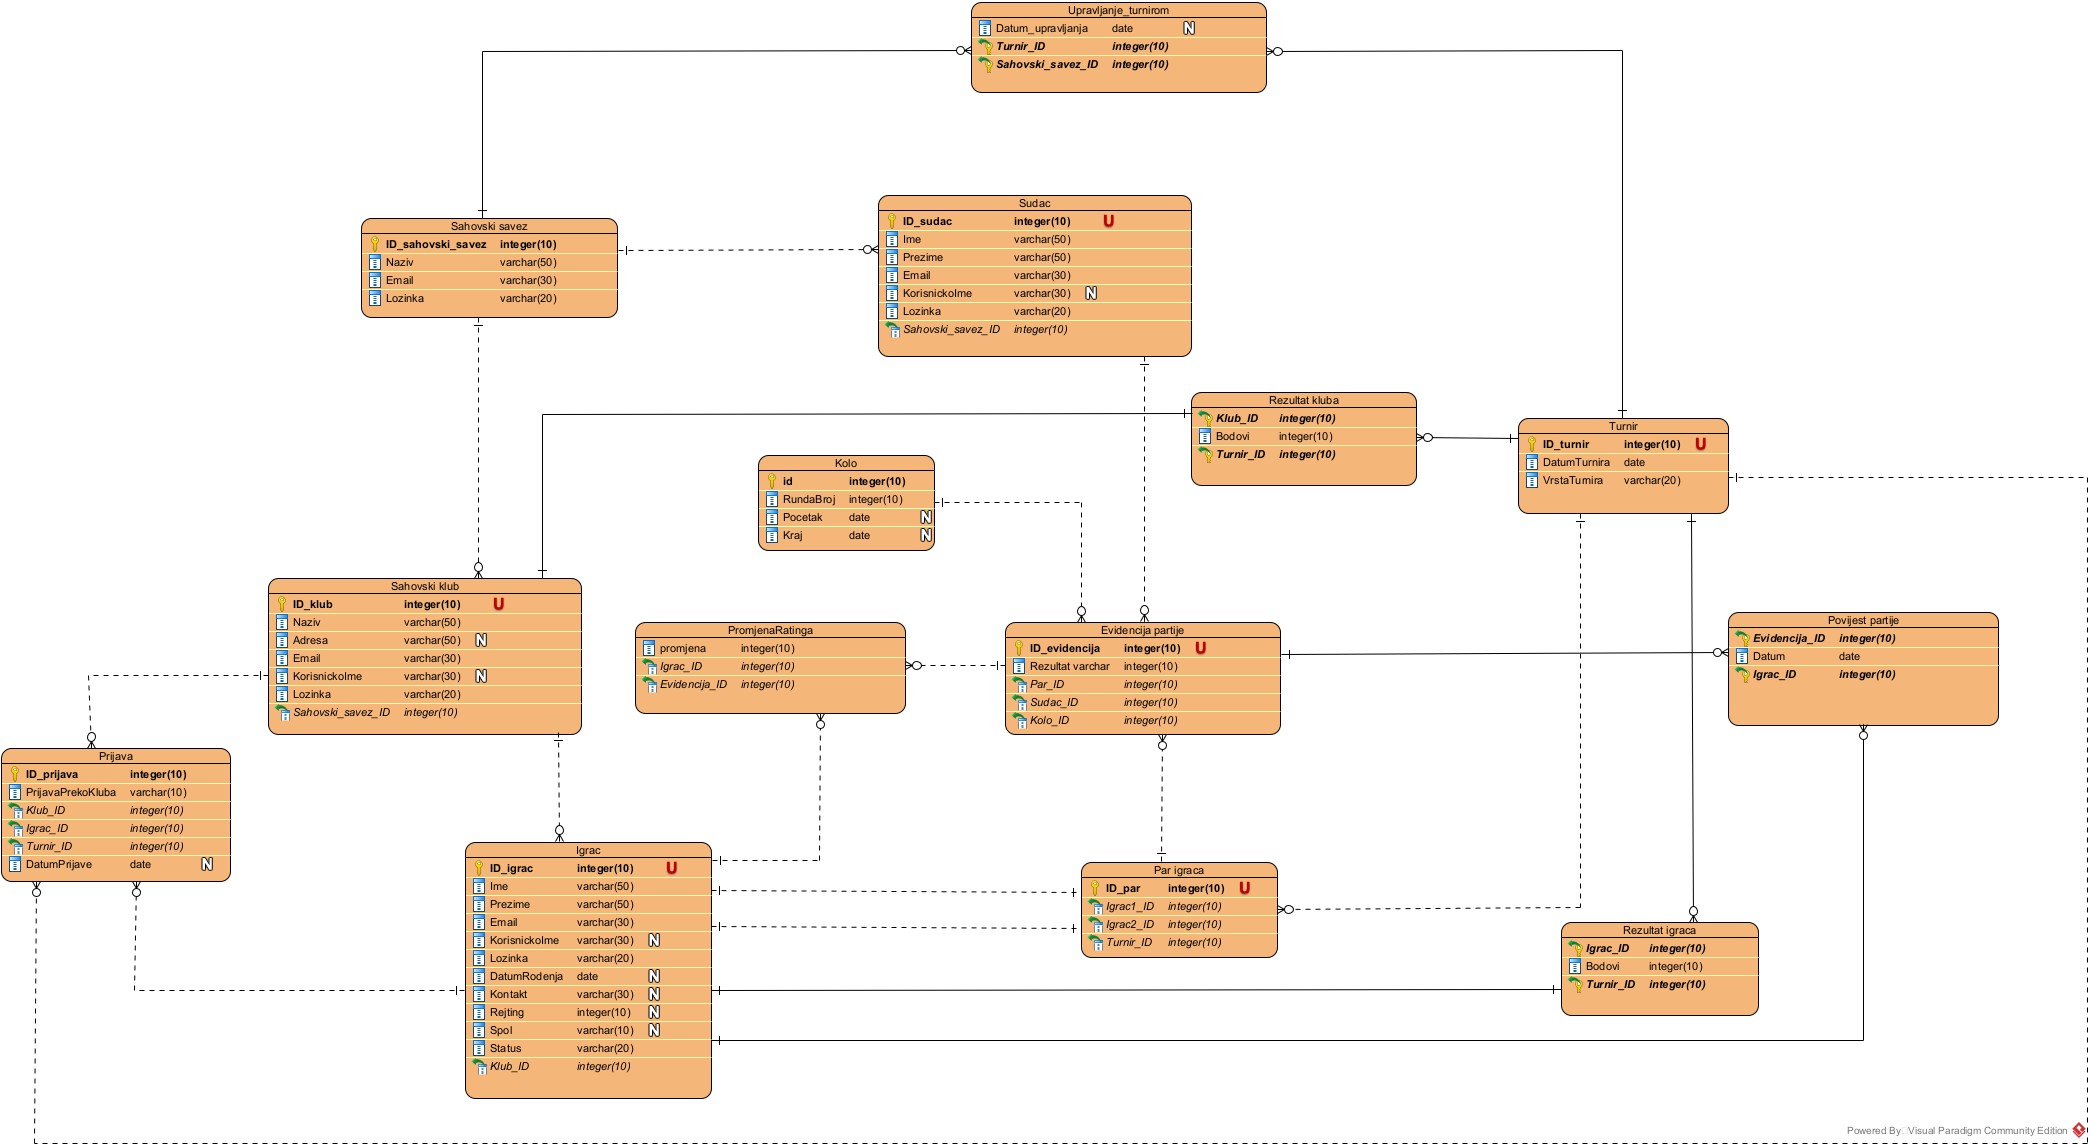 Upravljanje_turnirom
Datum_upravljanja date N
Turnir_ID integer(10)
Sahovski_savez_ID integer(10)
Sahovski savez
ID_sahovski_savez integer(10)
Naziv varchar(50)
Email varchar(30)
Lozinka varchar(20)
Sudac
ID_sudac integer(10) U
Ime varchar(50)
Prezime varchar(50)
Email varchar(30)
KorisnickoIme varchar(30) N
Lozinka varchar(20)
Sahovski_savez_ID integer(10)
Rezultat kluba
Klub_ID integer(10)
Bodovi integer(10)
Turnir_ID integer(10)
Turnir
ID_turnir integer(10) U
DatumTurnira date
VrstaTurnira varchar(20)
Kolo
id integer(10)
RundaBroj integer(10)
Pocetak date N
Kraj date N
Sahovski klub
ID_klub integer(10) U
Naziv varchar(50)
Adresa varchar(50) N
Email varchar(30)
KorisnickoIme varchar(30) N
Lozinka varchar(20)
Sahovski_savez_ID integer(10)
PromjenaRatinga
promjena integer(10)
Igrac_ID integer(10)
Evidencija_ID integer(10)
Evidencija partije
ID_evidencija integer(10) U
Rezultat varchar integer(10)
Par_ID integer(10)
Sudac_ID integer(10)
Kolo_ID integer(10)
Povijest partije
Evidencija_ID integer(10)
Datum date
Igrac_ID integer(10)
Prijava
ID_prijava integer(10)
PrijavaPrekoKluba varchar(10)
Klub_ID integer(10)
Igrac_ID integer(10)
Turnir_ID integer(10)
DatumPrijave date N
Igrac
ID_igrac integer(10) U
Ime varchar(50)
Prezime varchar(50)
Email varchar(30)
KorisnickoIme varchar(30) N
Lozinka varchar(20)
DatumRodenja date N
Kontakt varchar(30) N
Rejting integer(10) N
Spol varchar(10) N
Status varchar(20)
Klub_ID integer(10)
Par igraca
ID_par integer(10) U
Igrac1_ID integer(10)
Igrac2_ID integer(10)
Turnir_ID integer(10)
Rezultat igraca
Igrac_ID integer(10)
Bodovi integer(10)
Turnir_ID integer(10)
Powered By Visual Paradigm Community Edition